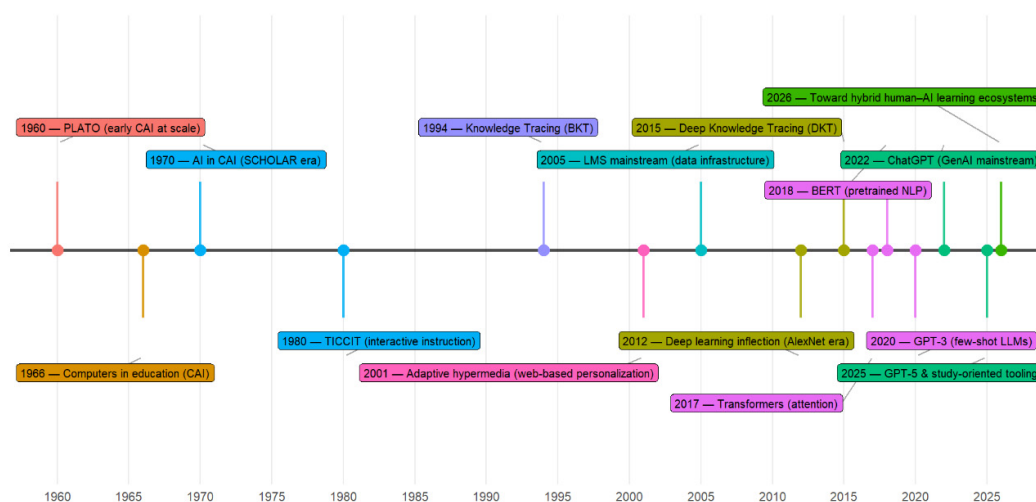 2026 — Toward hybrid human–AI learning ecosystems
1960 — PLATO (early CAI at scale)
1994 — Knowledge Tracing (BKT)
2015 — Deep Knowledge Tracing (DKT)
1970 — AI in CAI (SCHOLAR era)
2005 — LMS mainstream (data infrastructure)
2022 — ChatGPT (GenAI mainstream)
2018 — BERT (pretrained NLP)
1980 — TICCIT (interactive instruction)
2012 — Deep learning inflection (AlexNet era)
2020 — GPT-3 (few-shot LLMs)
1966 — Computers in education (CAI)
2001 — Adaptive hypermedia (web-based personalization)
2025 — GPT-5 & study-oriented tooling
2017 — Transformers (attention)
1960 1965 1970 1975 1980 1985 1990 1995 2000 2005 2010 2015 2020 2025